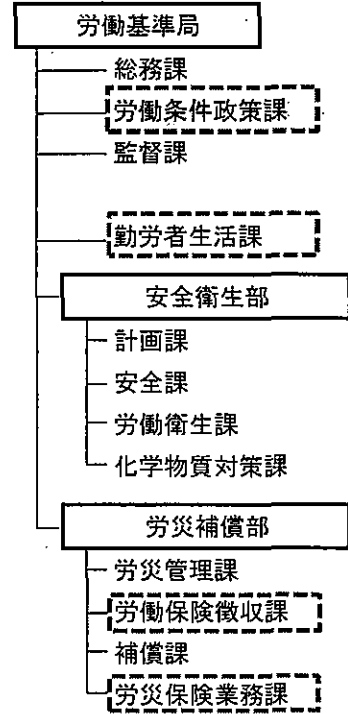 労働基準局
総務課
労働条件政策課
監督課
勤労者生活課
安全衛生部
計画課
安全課
労働衛生課
化学物質対策課
労災補償部
労災管理課
労働保険徴収課
補償課
労災保険業務課